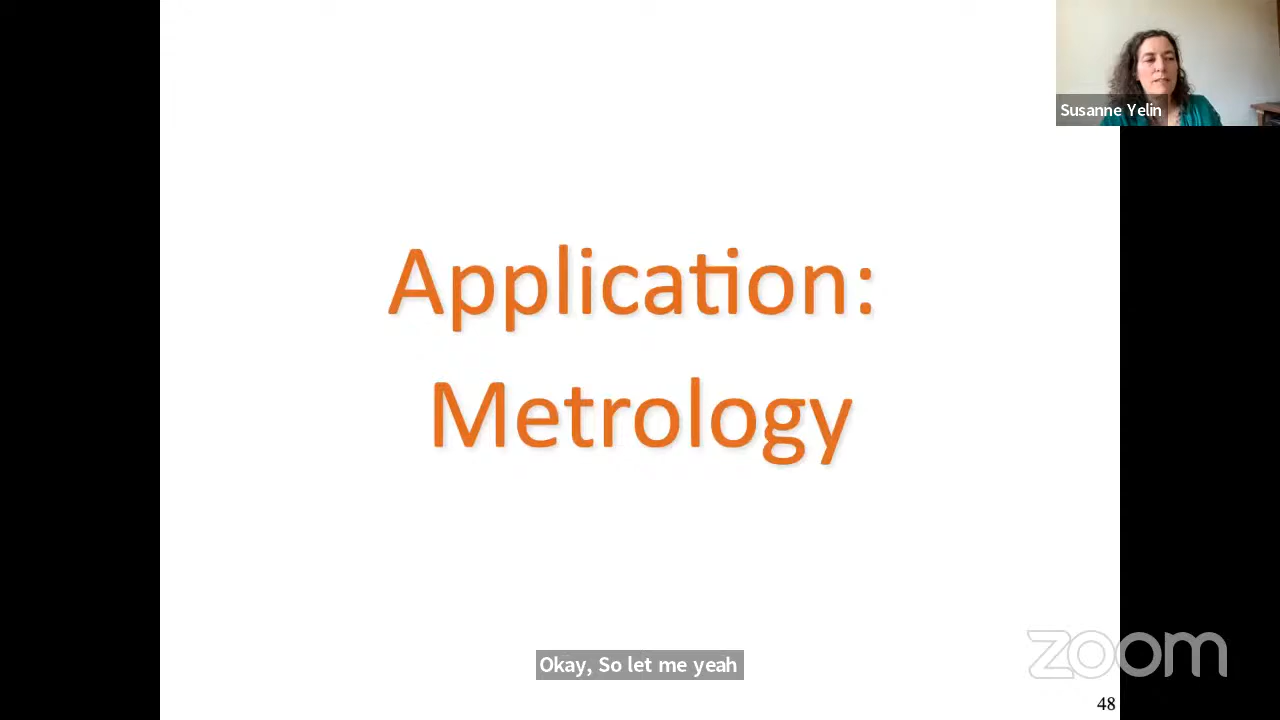 Susanne Yelin
Application:
Metrology
Okay, So let me yeah
zoom
48